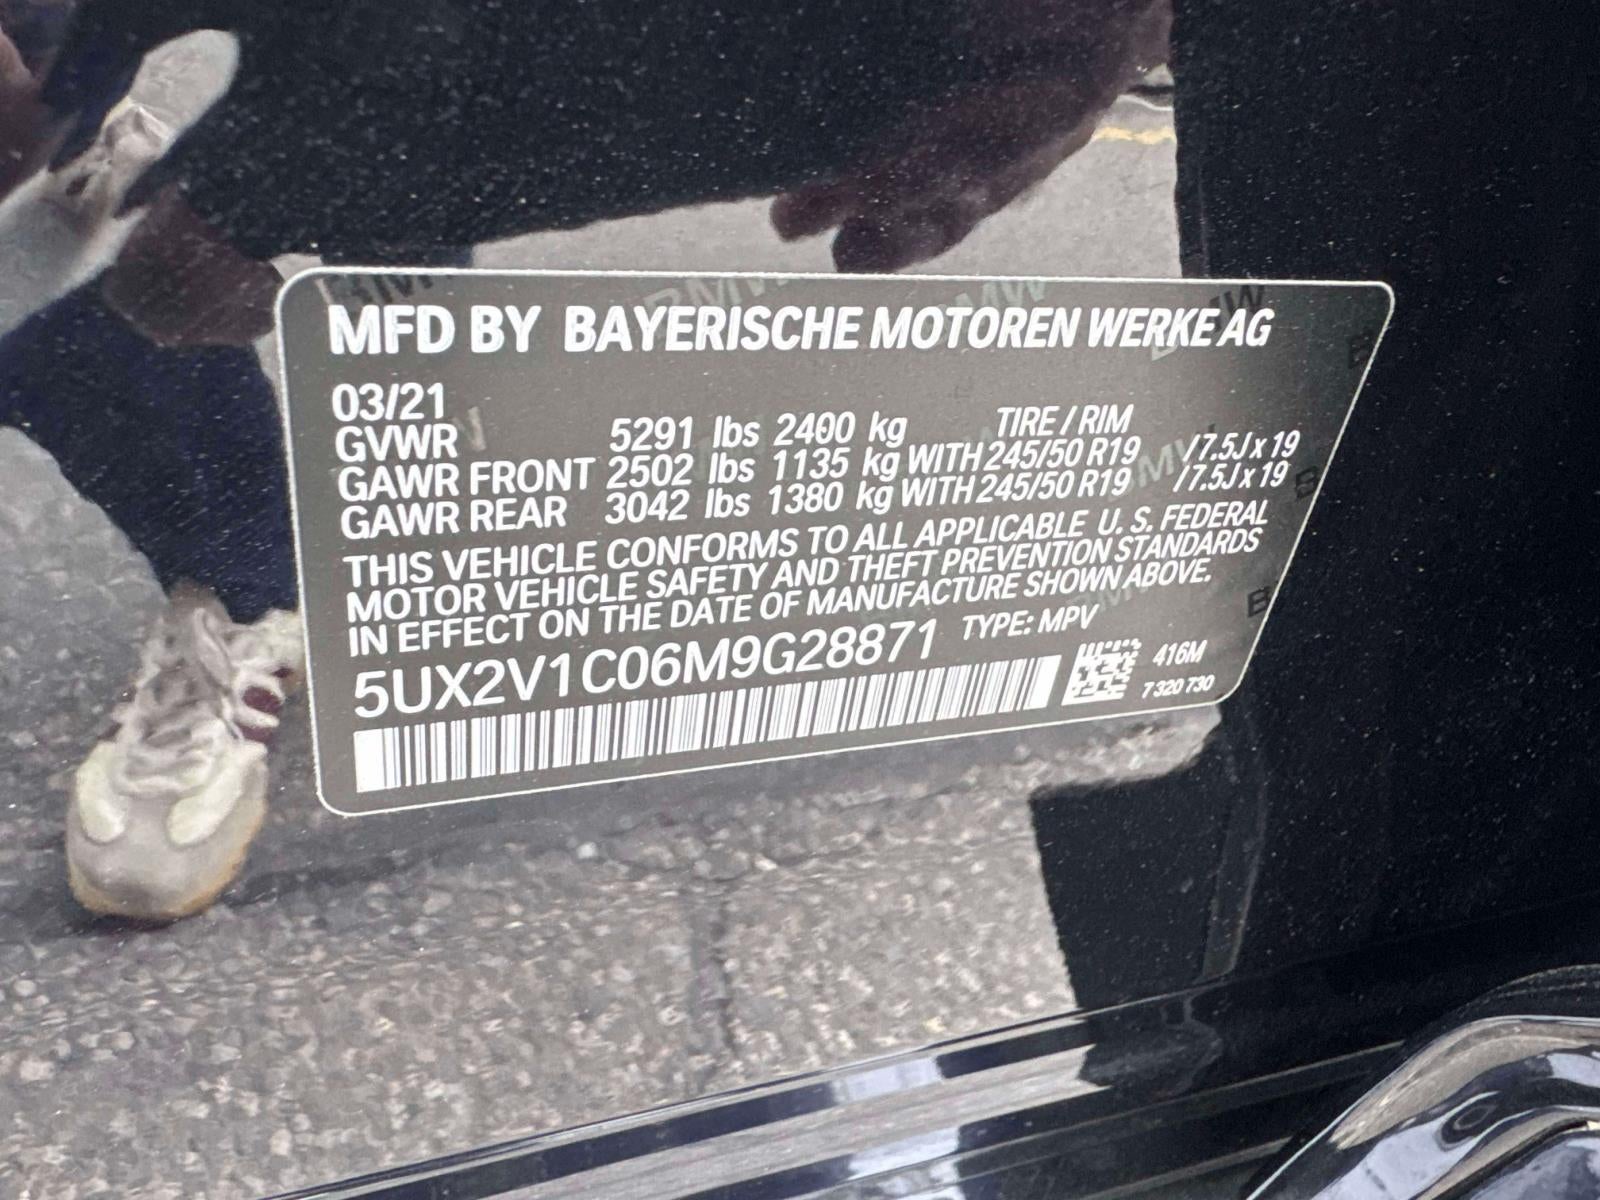 MFD BY BAYERISCHE MOTOREN WERKE AG
03/21
TIRE / RIM
GVWR 5291 lbs 2400 kg
GAWR FRONT 2502 lbs 1135 kg WITH 245/50 R19 /7.5J x 19
GAWR REAR 3042 lbs 1380 kg WITH 245/50 R19 /7.5J x 19
THIS VEHICLE CONFORMS TO ALL APPLICABLE U. S. FEDERAL
MOTOR VEHICLE SAFETY AND THEFT PREVENTION STANDARDS
IN EFFECT ON THE DATE OF MANUFACTURE SHOWN ABOVE.
5UX2V1C06M9G28871 TYPE: MPV
416M
7 320 730